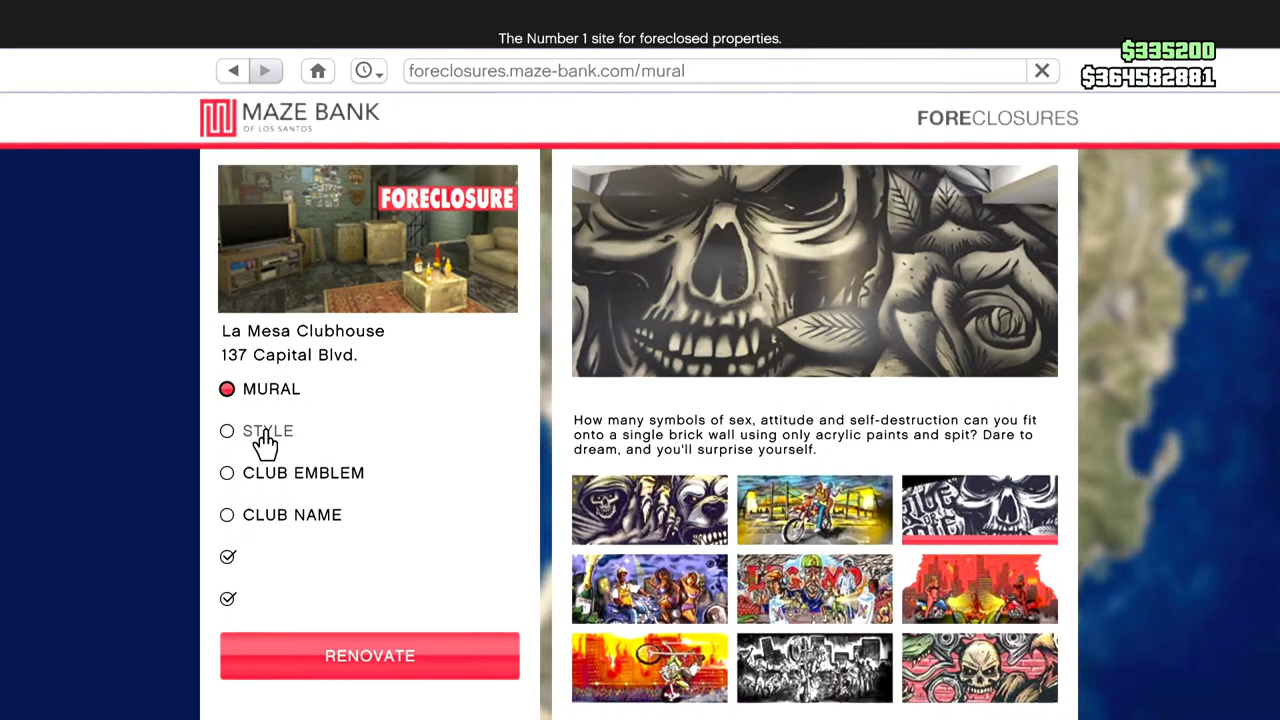 The Number 1 site for foreclosed properties.
$335200
foreclosures.maze-bank.com/mural
$364582881
MAZE BANK
OF LOS SANTOS
FORECLOSURES
FORECLOSURE
La Mesa Clubhouse
137 Capital Blvd.
MURAL
STYLE
CLUB EMBLEM
CLUB NAME
RENOVATE
How many symbols of sex, attitude and self-destruction can you fit
onto a single brick wall using only acrylic paints and spit? Dare to
dream, and you'll surprise yourself.